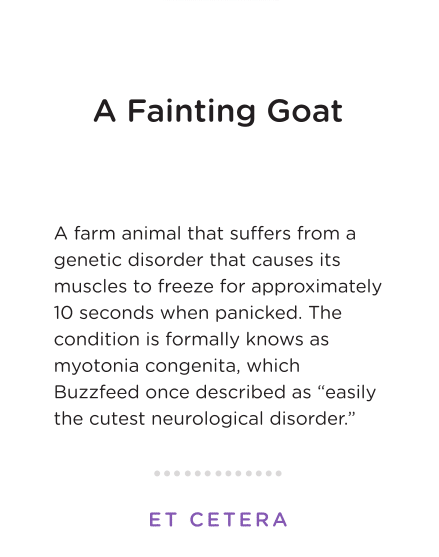 A Fainting Goat
A farm animal that suffers from a
genetic disorder that causes its
muscles to freeze for approximately
10 seconds when panicked. The
condition is formally knows as
myotonia congenita, which
Buzzfeed once described as “easily
the cutest neurological disorder.”
ET CETERA